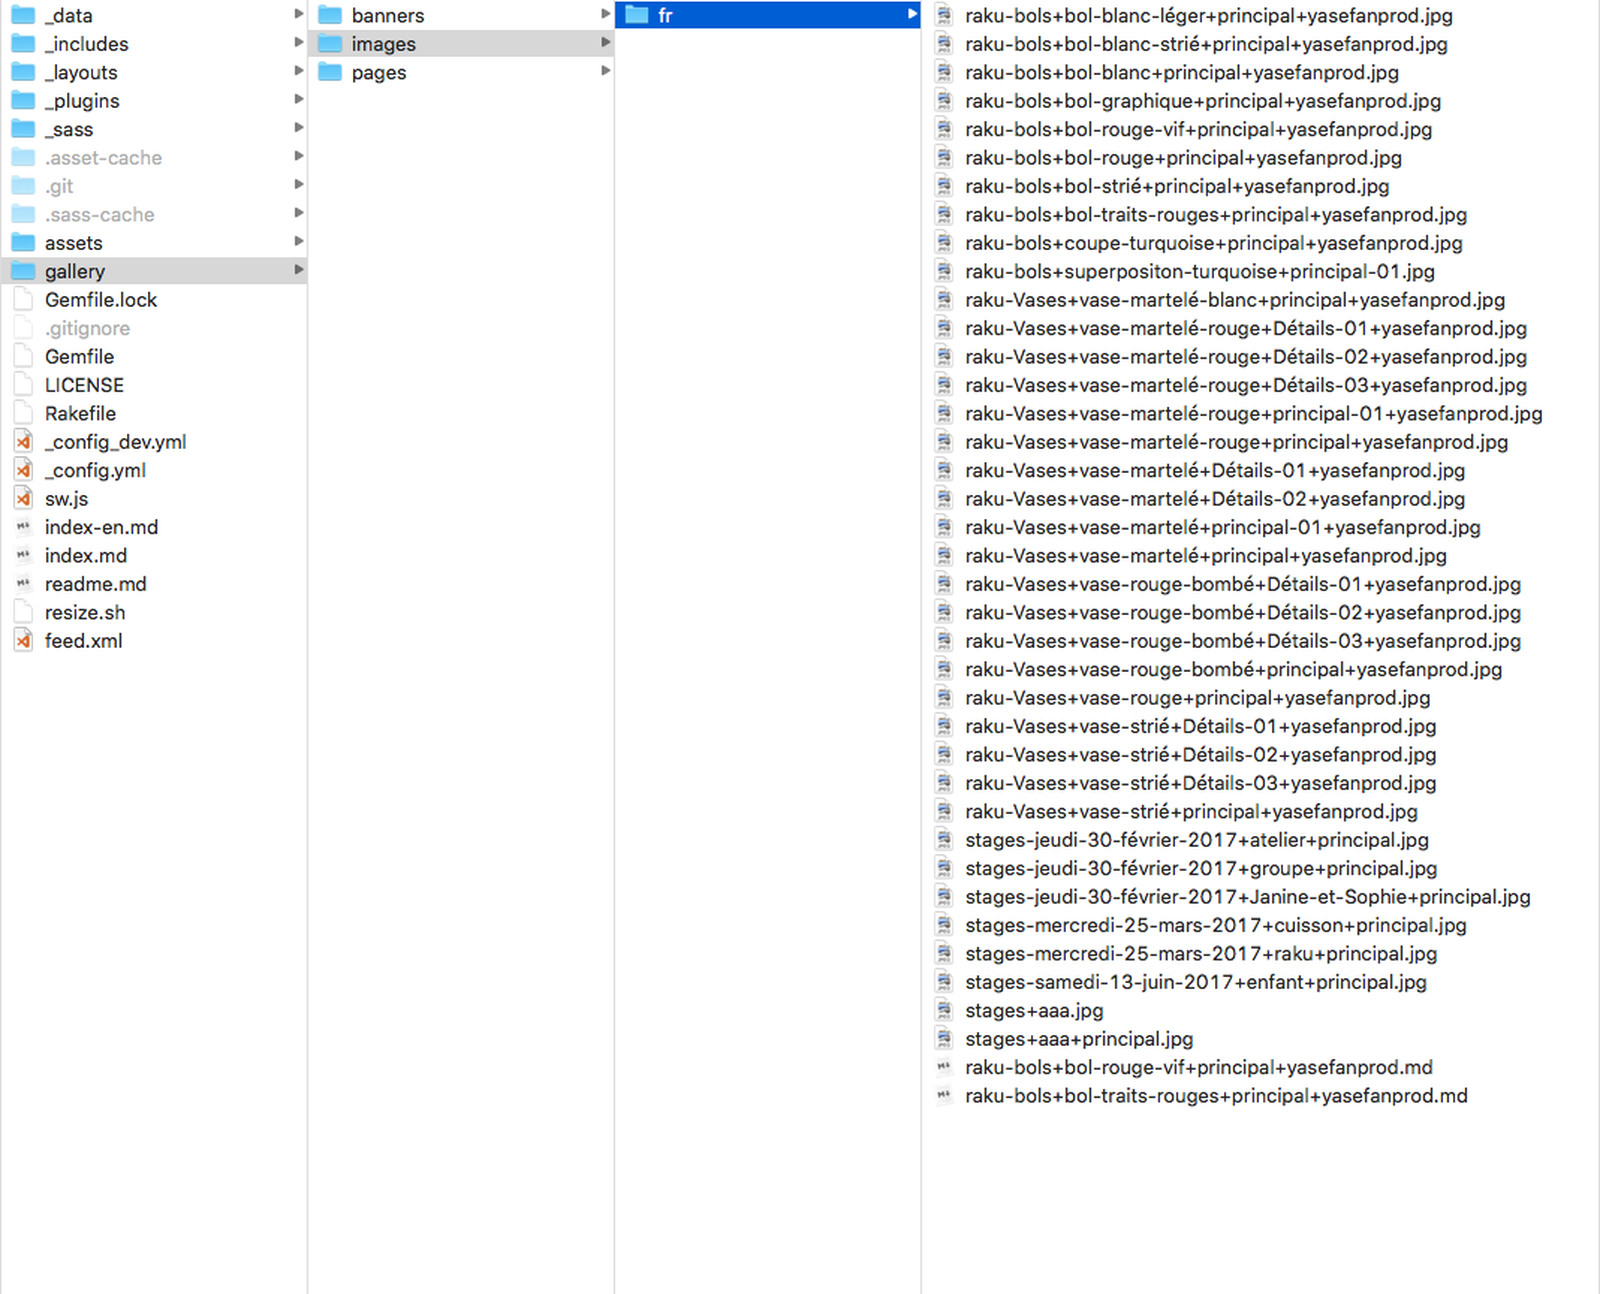 _data
_includes
_layouts
_plugins
_sass
.asset-cache
.git
.sass-cache
assets
gallery
Gemfile.lock
.gitignore
Gemfile
LICENSE
Rakefile
_config_dev.yml
_config.yml
sw.js
index-en.md
index.md
readme.md
resize.sh
feed.xml
banners
images
pages
fr
raku-bols+bol-blanc-léger+principal+yasefanprod.jpg
raku-bols+bol-blanc-strié+principal+yasefanprod.jpg
raku-bols+bol-blanc+principal+yasefanprod.jpg
raku-bols+bol-graphique+principal+yasefanprod.jpg
raku-bols+bol-rouge-vif+principal+yasefanprod.jpg
raku-bols+bol-rouge+principal+yasefanprod.jpg
raku-bols+bol-strié+principal+yasefanprod.jpg
raku-bols+bol-traits-rouges+principal+yasefanprod.jpg
raku-bols+coupe-turquoise+principal+yasefanprod.jpg
raku-bols+superpositon-turquoise+principal-01.jpg
raku-Vases+vase-martelé-blanc+principal+yasefanprod.jpg
raku-Vases+vase-martelé-rouge+Détails-01+yasefanprod.jpg
raku-Vases+vase-martelé-rouge+Détails-02+yasefanprod.jpg
raku-Vases+vase-martelé-rouge+Détails-03+yasefanprod.jpg
raku-Vases+vase-martelé-rouge+principal-01+yasefanprod.jpg
raku-Vases+vase-martelé-rouge+principal+yasefanprod.jpg
raku-Vases+vase-martelé+Détails-01+yasefanprod.jpg
raku-Vases+vase-martelé+Détails-02+yasefanprod.jpg
raku-Vases+vase-martelé+principal-01+yasefanprod.jpg
raku-Vases+vase-martelé+principal+yasefanprod.jpg
raku-Vases+vase-rouge-bombé+Détails-01+yasefanprod.jpg
raku-Vases+vase-rouge-bombé+Détails-02+yasefanprod.jpg
raku-Vases+vase-rouge-bombé+Détails-03+yasefanprod.jpg
raku-Vases+vase-rouge-bombé+principal+yasefanprod.jpg
raku-Vases+vase-rouge+principal+yasefanprod.jpg
raku-Vases+vase-strié+Détails-01+yasefanprod.jpg
raku-Vases+vase-strié+Détails-02+yasefanprod.jpg
raku-Vases+vase-strié+Détails-03+yasefanprod.jpg
raku-Vases+vase-strié+principal+yasefanprod.jpg
stages-jeudi-30-février-2017+atelier+principal.jpg
stages-jeudi-30-février-2017+groupe+principal.jpg
stages-jeudi-30-février-2017+Janine-et-Sophie+principal.jpg
stages-mercredi-25-mars-2017+cuisson+principal.jpg
stages-mercredi-25-mars-2017+raku+principal.jpg
stages-samedi-13-juin-2017+enfant+principal.jpg
stages+aaa.jpg
stages+aaa+principal.jpg
raku-bols+bol-rouge-vif+principal+yasefanprod.md
raku-bols+bol-traits-rouges+principal+yasefanprod.md